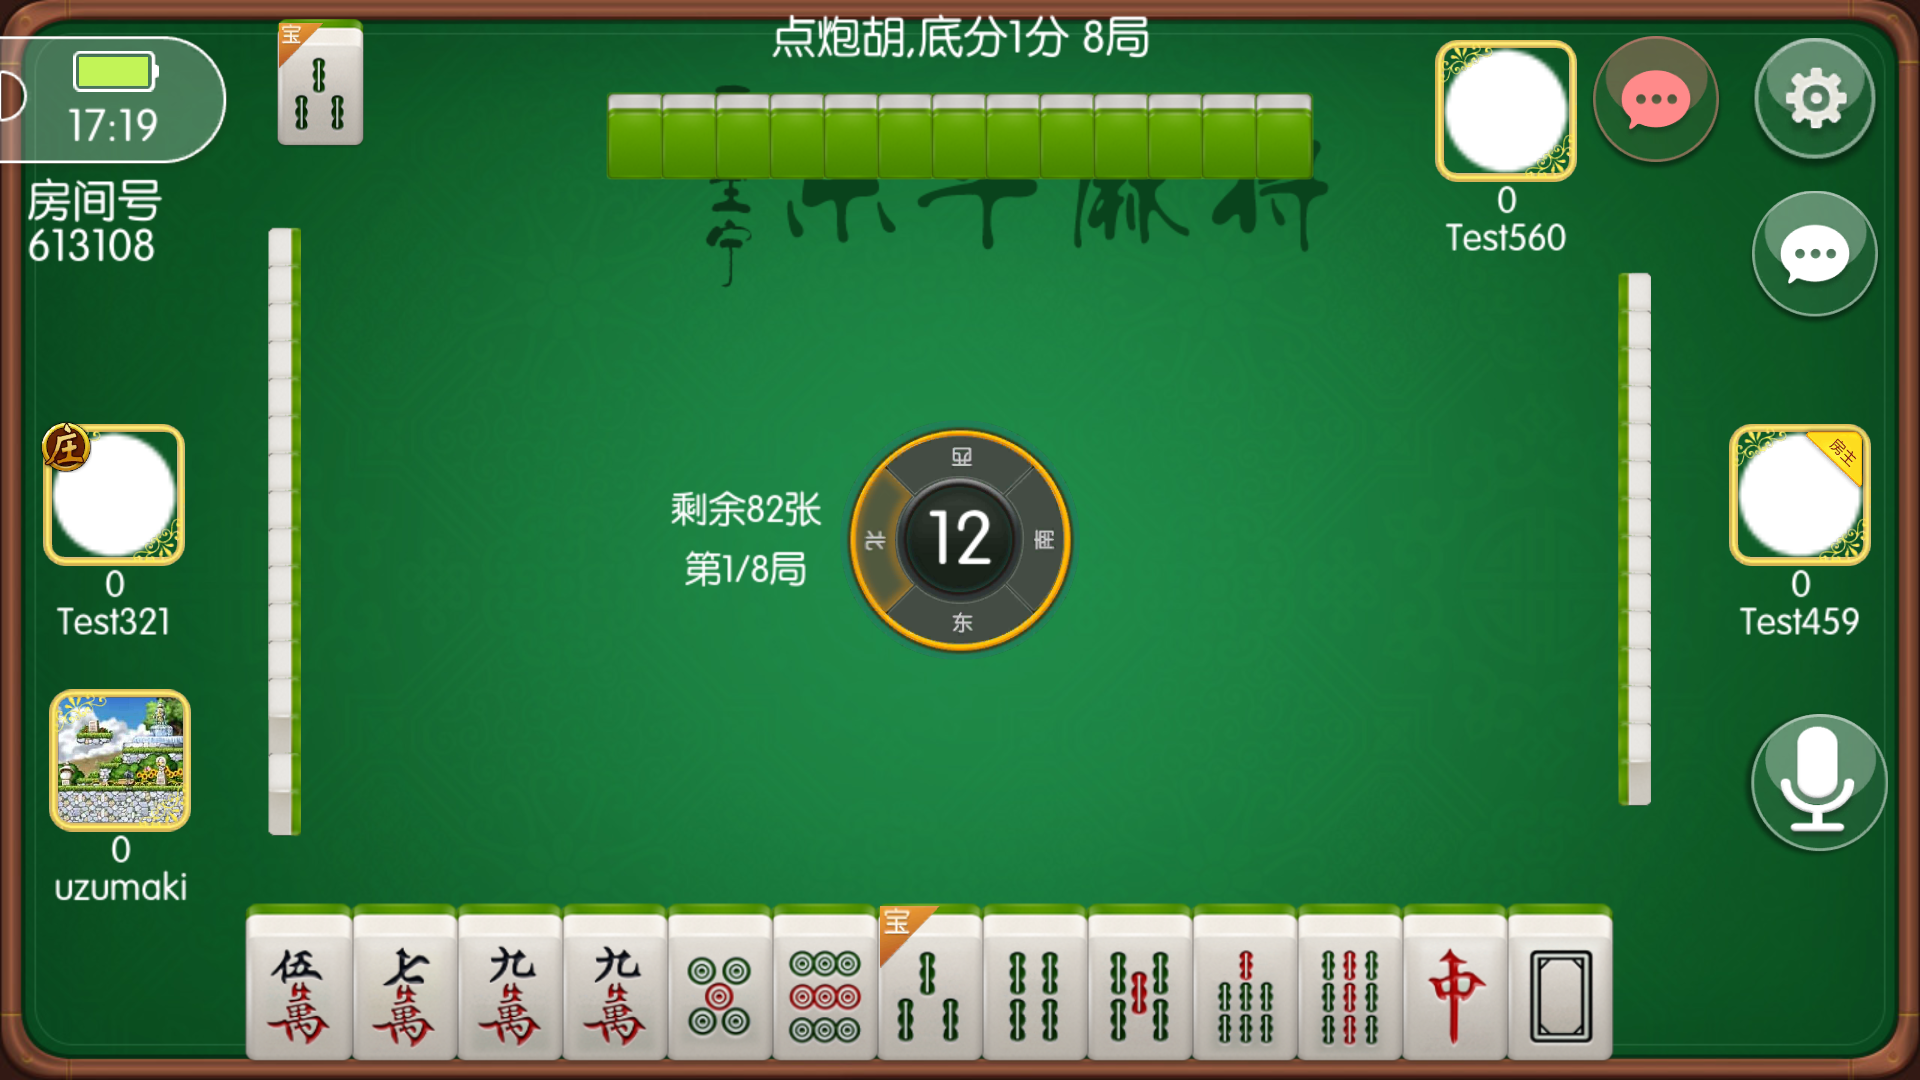 点炮胡,底分1分 8局
宝
17:19
房间号
613108
0
Test560
庄
0
Test321
房主
0
Test459
剩余82张
第1/8局
西
北
12
南
东
0
uzumaki
伍萬
七萬
九萬
九萬
宝
中